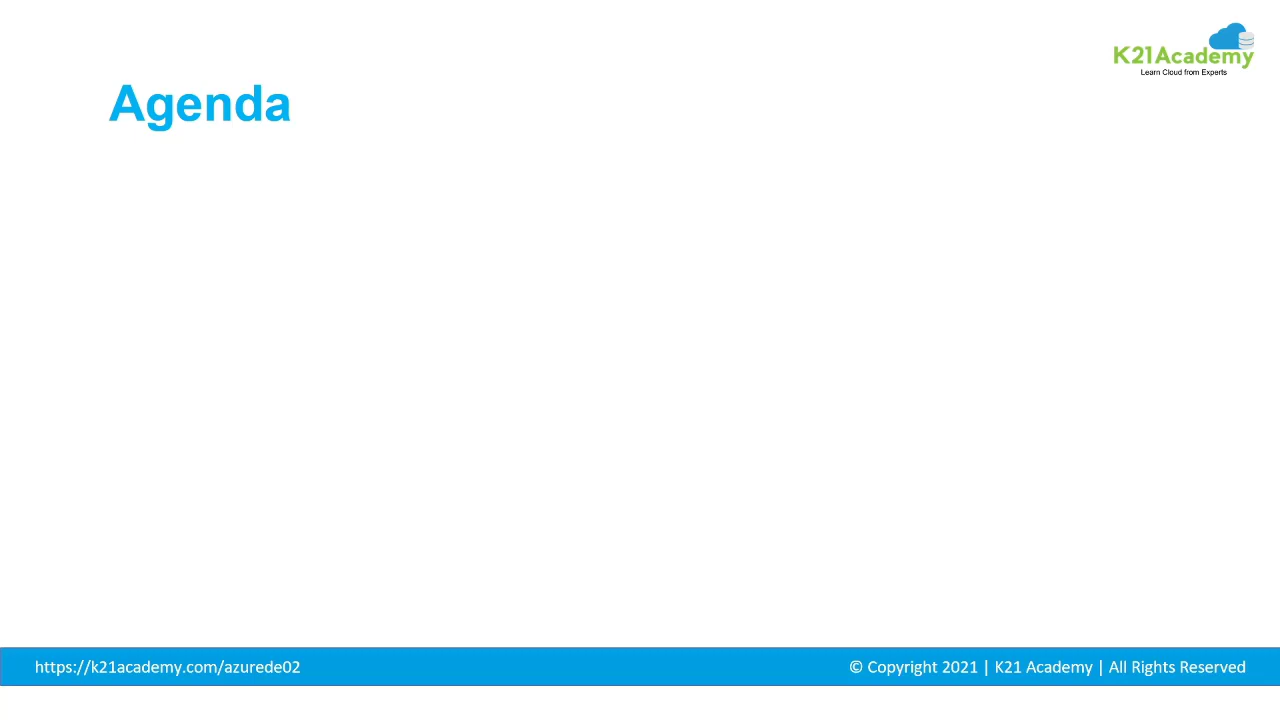 K21Academy
Learn Cloud from Experts
Agenda
https://k21academy.com/azurede02
© Copyright 2021 | K21 Academy | All Rights Reserved